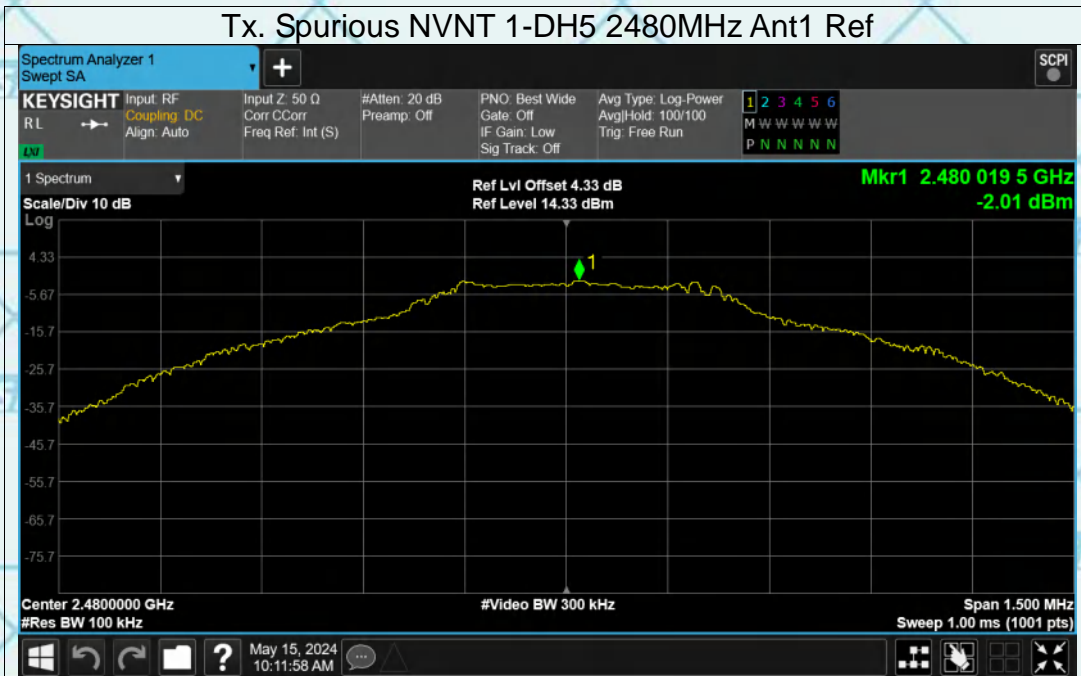 Tx. Spurious NVNT 1-DH5 2480MHz Ant1 Ref
Spectrum Analyzer 1
Swept SA
+
SCPI
KEYSIGHT
RL
LXI
Input: RF
Coupling: DC
Align: Auto
Input Z: 50 Ω
Corr CCorr
Freq Ref: Int (S)
#Atten: 20 dB
Preamp: Off
PNO: Best Wide
Gate: Off
IF Gain: Low
Sig Track: Off
Avg Type: Log-Power
Avg|Hold: 100/100
Trig: Free Run
1 2 3 4 5 6
M W W W W W
P N N N N N
1 Spectrum
Scale/Div 10 dB
Ref Lvl Offset 4.33 dB
Ref Level 14.33 dBm
Mkr1 2.480 019 5 GHz
-2.01 dBm
Log
4.33
-5.67
-15.7
-25.7
-35.7
-45.7
-55.7
-65.7
-75.7
1
Center 2.4800000 GHz
#Res BW 100 kHz
#Video BW 300 kHz
Span 1.500 MHz
Sweep 1.00 ms (1001 pts)
?
May 15, 2024
10:11:58 AM